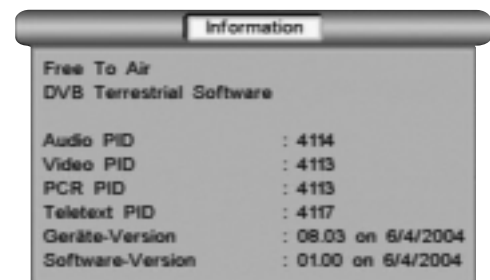 Information
Free To Air
DVB Terrestrial Software
Audio PID : 4114
Video PID : 4113
PCR PID : 4113
Teletext PID : 4117
Geräte-Version : 08.03 on 6/4/2004
Software-Version : 01.00 on 6/4/2004